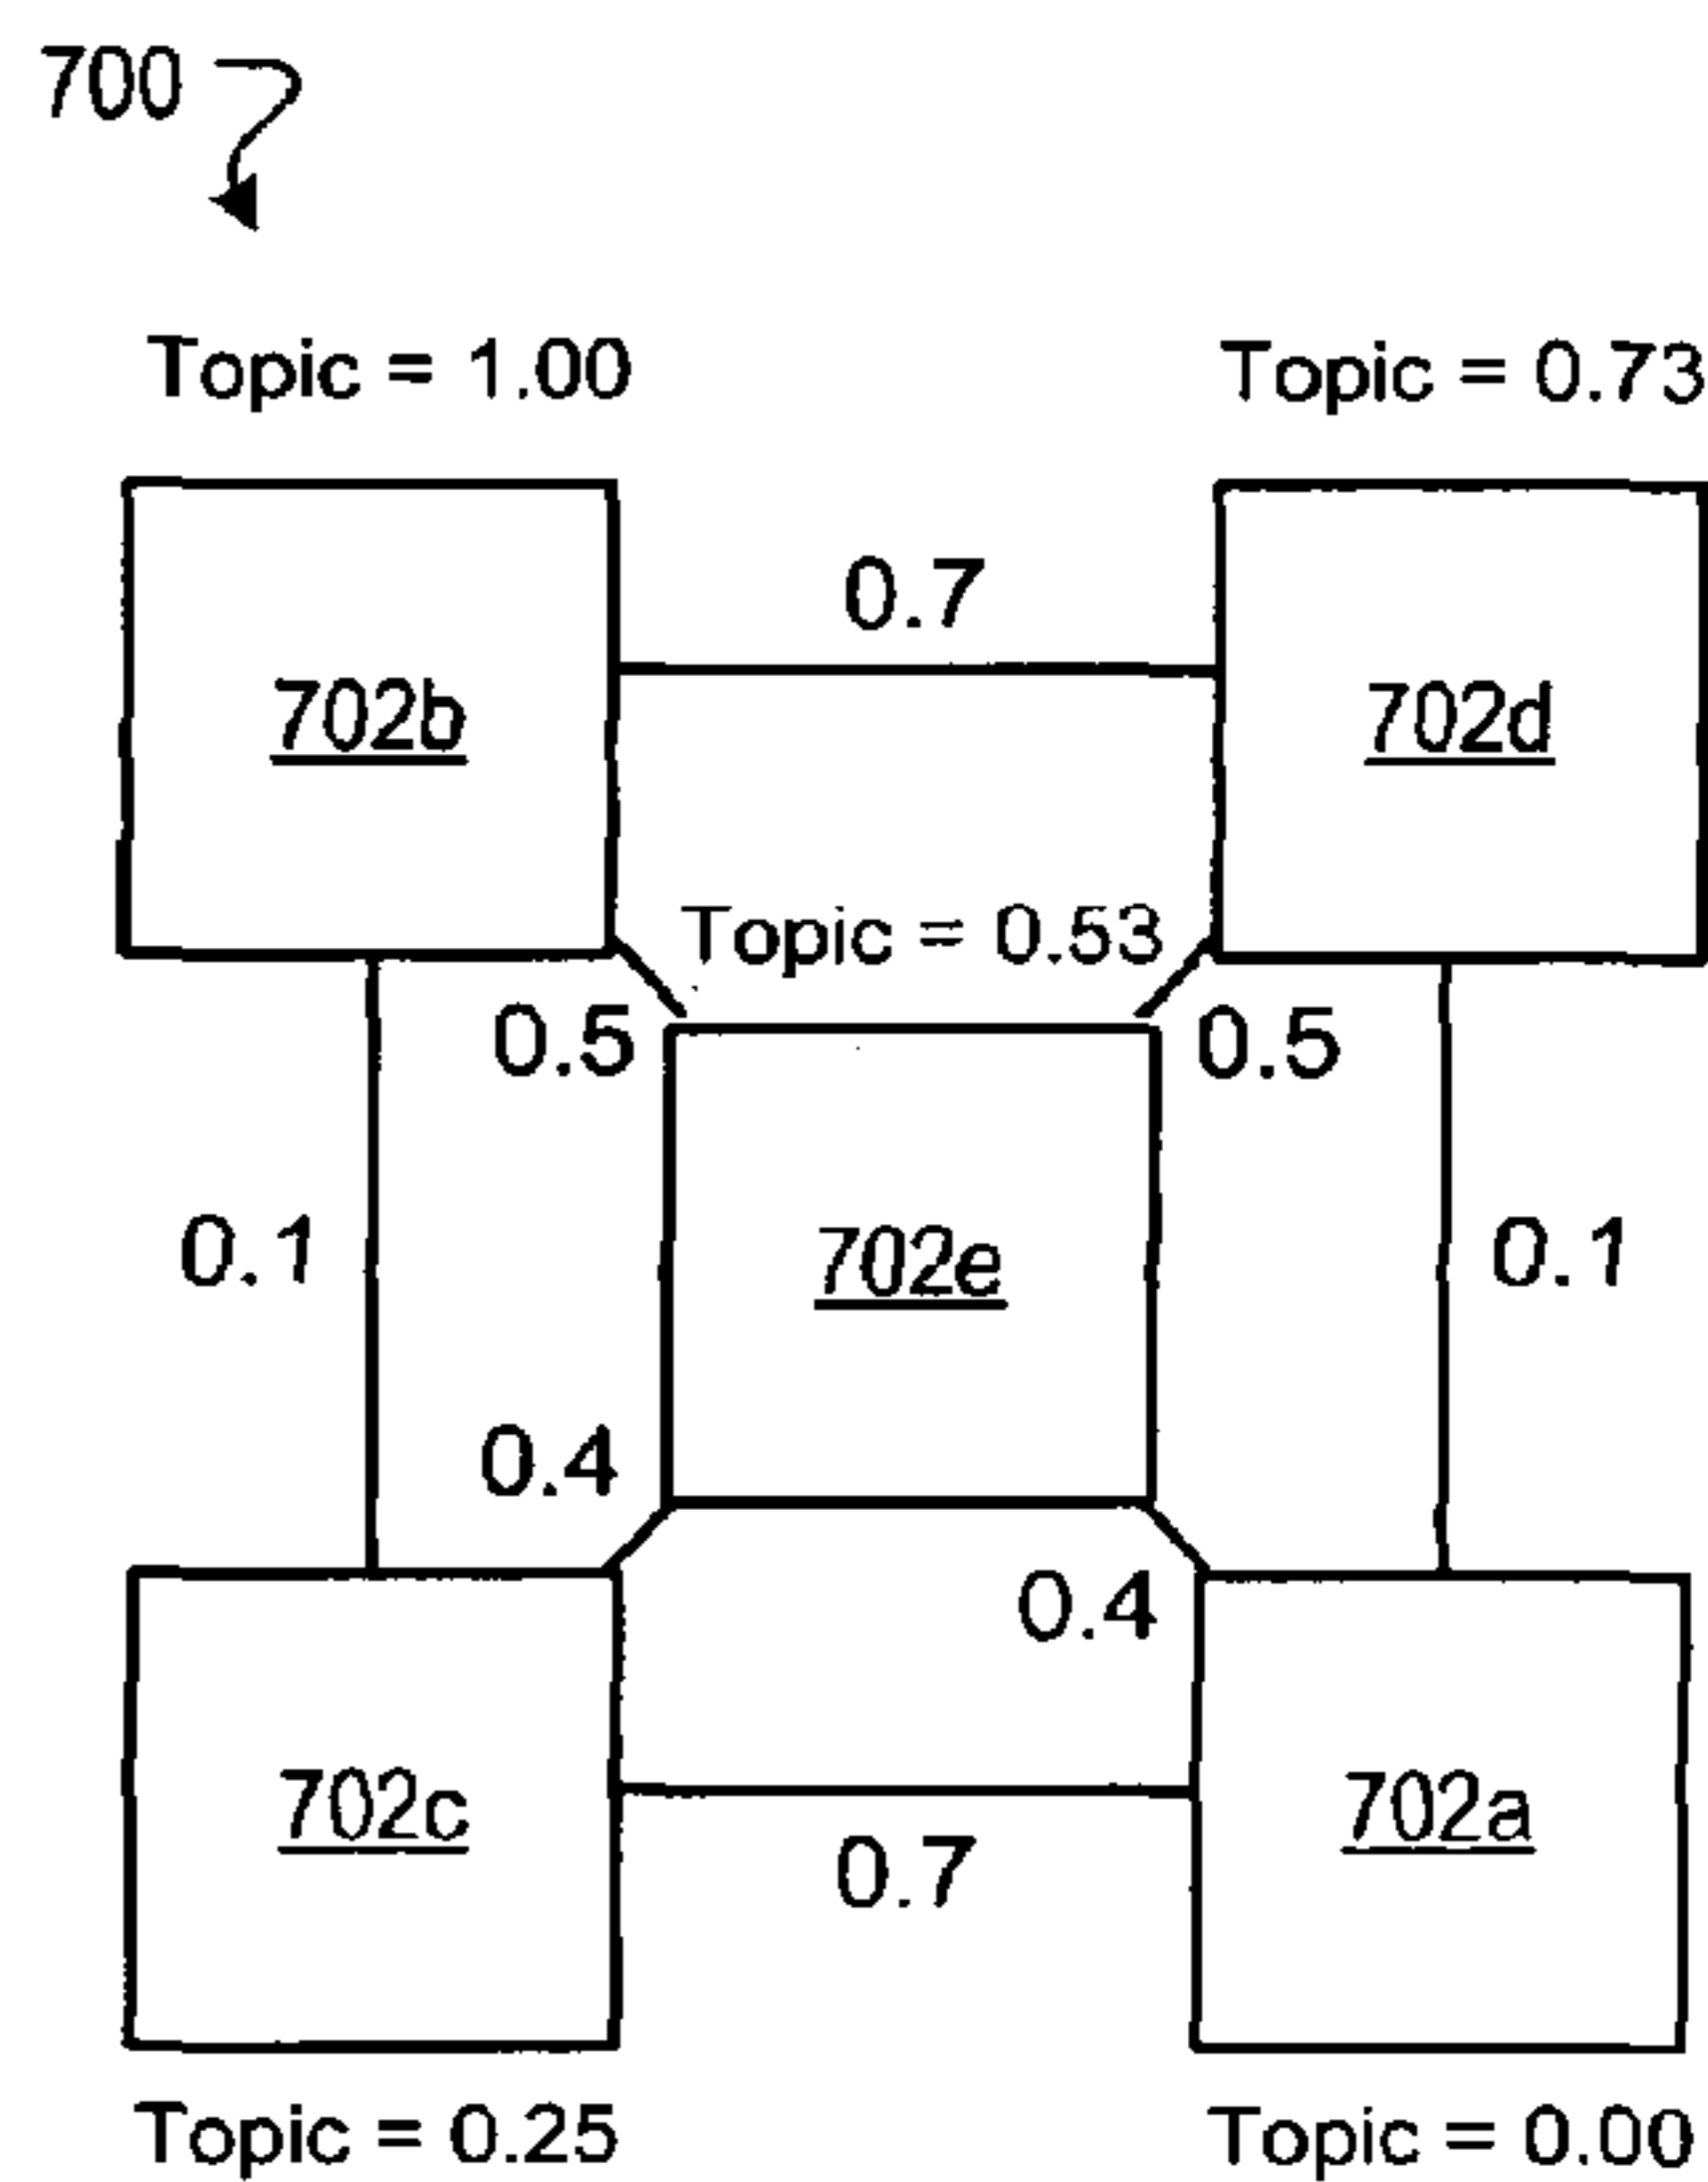 700
Topic = 1.00
Topic = 0.73
0.7
702b
702d
Topic = 0.53
0.5
0.5
0.1
702e
0.1
0.4
0.4
702c
702a
0.7
Topic = 0.25
Topic = 0.00